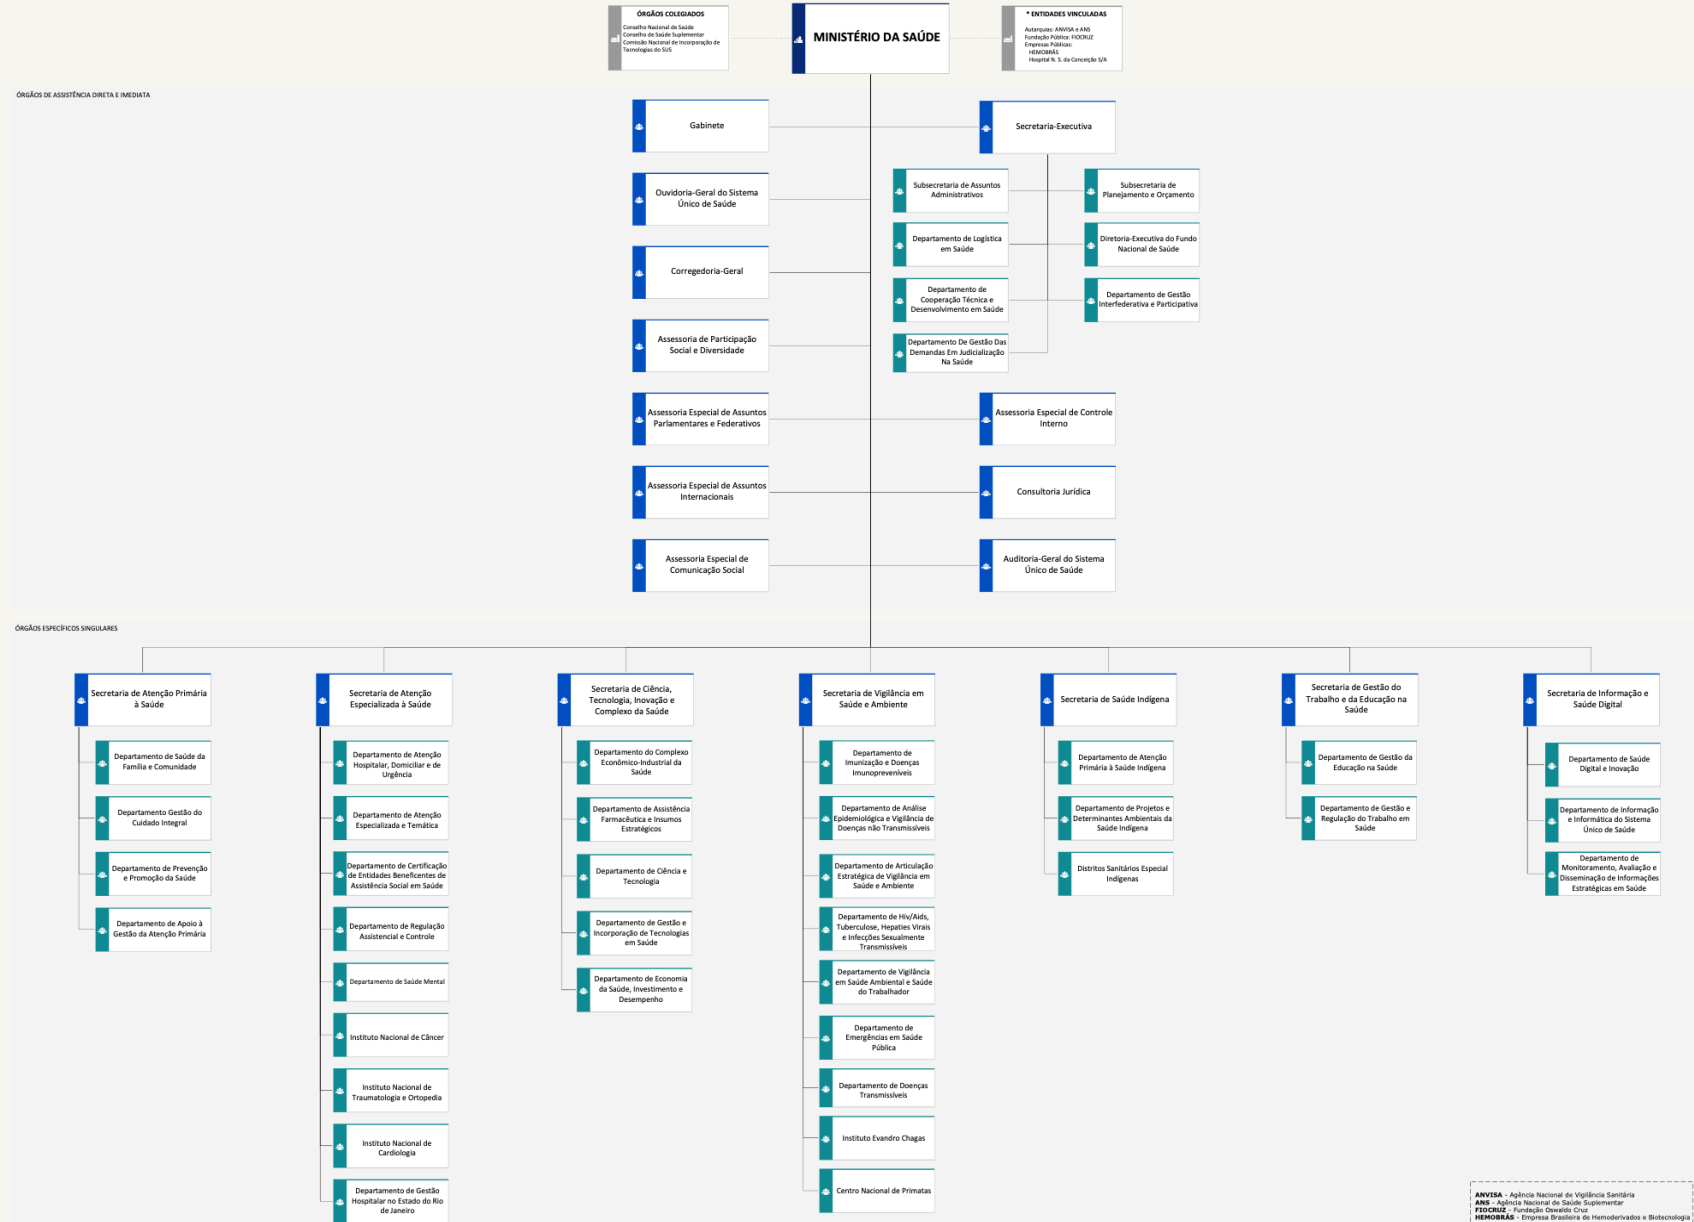 ÓRGÃOS COLEGIADOS
Conselho Nacional de Saúde
Conselho de Saúde Suplementar
Comissão Nacional de Incorporação de
Tecnologias do SUS
MINISTÉRIO DA SAÚDE
* ENTIDADES VINCULADAS
Autarquias: ANVISA e ANS
Fundação Pública: FIOCRUZ
Empresas Públicas:
HEMOBRÁS
Hospital N. S. da Conceição S/A
ÓRGÃOS DE ASSISTÊNCIA DIRETA E IMEDIATA
Gabinete
Secretaria-Executiva
Ouvidoria-Geral do Sistema
Único de Saúde
Corregedoria-Geral
Assessoria de Participação
Social e Diversidade
Subsecretaria de Assuntos
Administrativos
Subsecretaria de
Planejamento e Orçamento
Departamento de Logística
em Saúde
Diretoria-Executiva do Fundo
Nacional de Saúde
Departamento de
Cooperação Técnica e
Desenvolvimento em Saúde
Departamento de Gestão
Interfederativa e Participativa
Departamento De Gestão Das
Demandas Em Judicialização
Na Saúde
Assessoria Especial de Assuntos
Parlamentares e Federativos
Assessoria Especial de Controle
Interno
Assessoria Especial de Assuntos
Internacionais
Consultoria Jurídica
Assessoria Especial de
Comunicação Social
Auditoria-Geral do Sistema
Único de Saúde
ÓRGÃOS ESPECÍFICOS SINGULARES
Secretaria de Atenção Primária
à Saúde
Departamento de Saúde da
Família e Comunidade
Departamento Gestão do
Cuidado Integral
Departamento de Prevenção
e Promoção da Saúde
Departamento de Apoio à
Gestão da Atenção Primária
Secretaria de Atenção
Especializada à Saúde
Departamento de Atenção
Hospitalar, Domiciliar e de
Urgência
Departamento de Atenção
Especializada e Temática
Departamento de Certificação
de Entidades Beneficentes de
Assistência Social em Saúde
Departamento de Regulação
Assistencial e Controle
Departamento de Saúde Mental
Instituto Nacional de Câncer
Instituto Nacional de
Traumatologia e Ortopedia
Instituto Nacional de
Cardiologia
Departamento de Gestão
Hospitalar no Estado do Rio
de Janeiro
Secretaria de Ciência,
Tecnologia, Inovação e
Complexo da Saúde
Departamento do Complexo
Econômico-Industrial da
Saúde
Departamento de Assistência
Farmacêutica e Insumos
Estratégicos
Departamento de Ciência e
Tecnologia
Departamento de Gestão e
Incorporação de Tecnologias
em Saúde
Departamento de Economia
da Saúde, Investimento e
Desempenho
Secretaria de Vigilância em
Saúde e Ambiente
Departamento de
Imunização e Doenças
Imunopreveníveis
Departamento de Análise
Epidemiológica e Vigilância de
Doenças não Transmissíveis
Departamento de Articulação
Estratégica de Vigilância em
Saúde e Ambiente
Departamento de Hiv/Aids,
Tuberculose, Hepaties Virais
e Infecções Sexualmente
Transmissíveis
Departamento de Vigilância
em Saúde Ambiental e Saúde
do Trabalhador
Departamento de
Emergências em Saúde
Pública
Departamento de Doenças
Transmissíveis
Instituto Evandro Chagas
Centro Nacional de Primatas
Secretaria de Saúde Indígena
Departamento de Atenção
Primária à Saúde Indígena
Departamento de Projetos e
Determinantes Ambientais da
Saúde Indígena
Distritos Sanitários Especial
Indígenas
Secretaria de Gestão do
Trabalho e da Educação na
Saúde
Departamento de Gestão da
Educação na Saúde
Departamento de Gestão e
Regulação do Trabalho em
Saúde
Secretaria de Informação e
Saúde Digital
Departamento de Saúde
Digital e Inovação
Departamento de Informação
e Informática do Sistema
Único de Saúde
Departamento de
Monitoramento, Avaliação e
Disseminação de Informações
Estratégicas em Saúde
ANVISA - Agência Nacional de Vigilância Sanitária
ANS - Agência Nacional de Saúde Suplementar
FIOCRUZ - Fundação Oswaldo Cruz
HEMOBRÁS - Empresa Brasileira de Hemoderivados e Biotecnologia